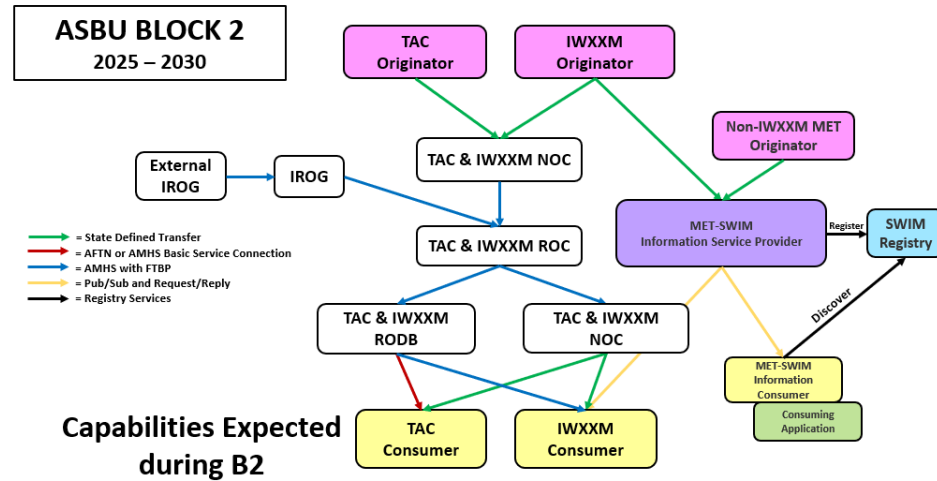 ASBU BLOCK 2
2025 – 2030
TAC
Originator
IWXXM
Originator
Non-IWXXM MET
Originator
TAC & IWXXM NOC
External
IROG
IROG
MET-SWIM
Information Service Provider
Register
SWIM
Registry
= State Defined Transfer
= AFTN or AMHS Basic Service Connection
= AMHS with FTBP
= Pub/Sub and Request/Reply
= Registry Services
TAC & IWXXM ROC
Discover
TAC & IWXXM
RODB
TAC & IWXXM
NOC
MET-SWIM
Information
Consumer
Consuming
Application
Capabilities Expected
during B2
TAC
Consumer
IWXXM
Consumer